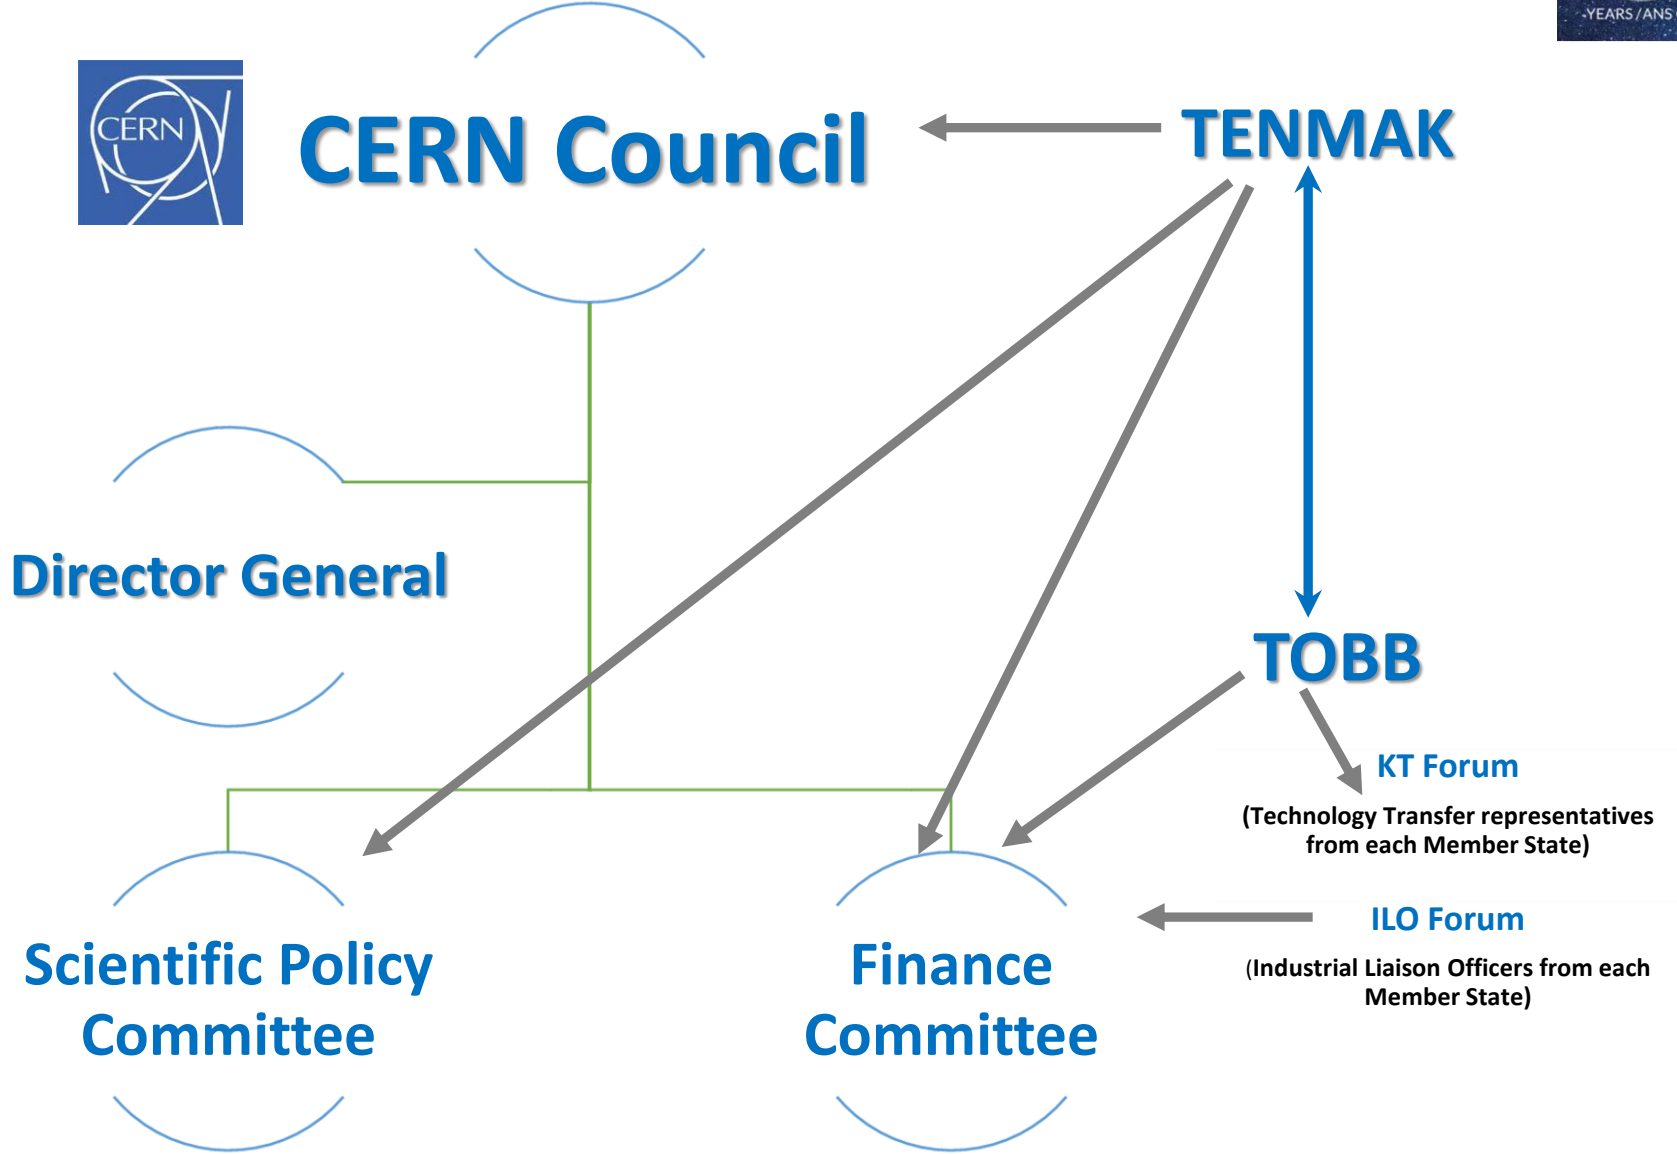 YEARS/ANS
CERN
CERN Council
TENMAK
Director General
TOBB
KT Forum
(Technology Transfer representatives
from each Member State)
ILO Forum
(Industrial Liaison Officers from each
Member State)
Scientific Policy
Committee
Finance
Committee